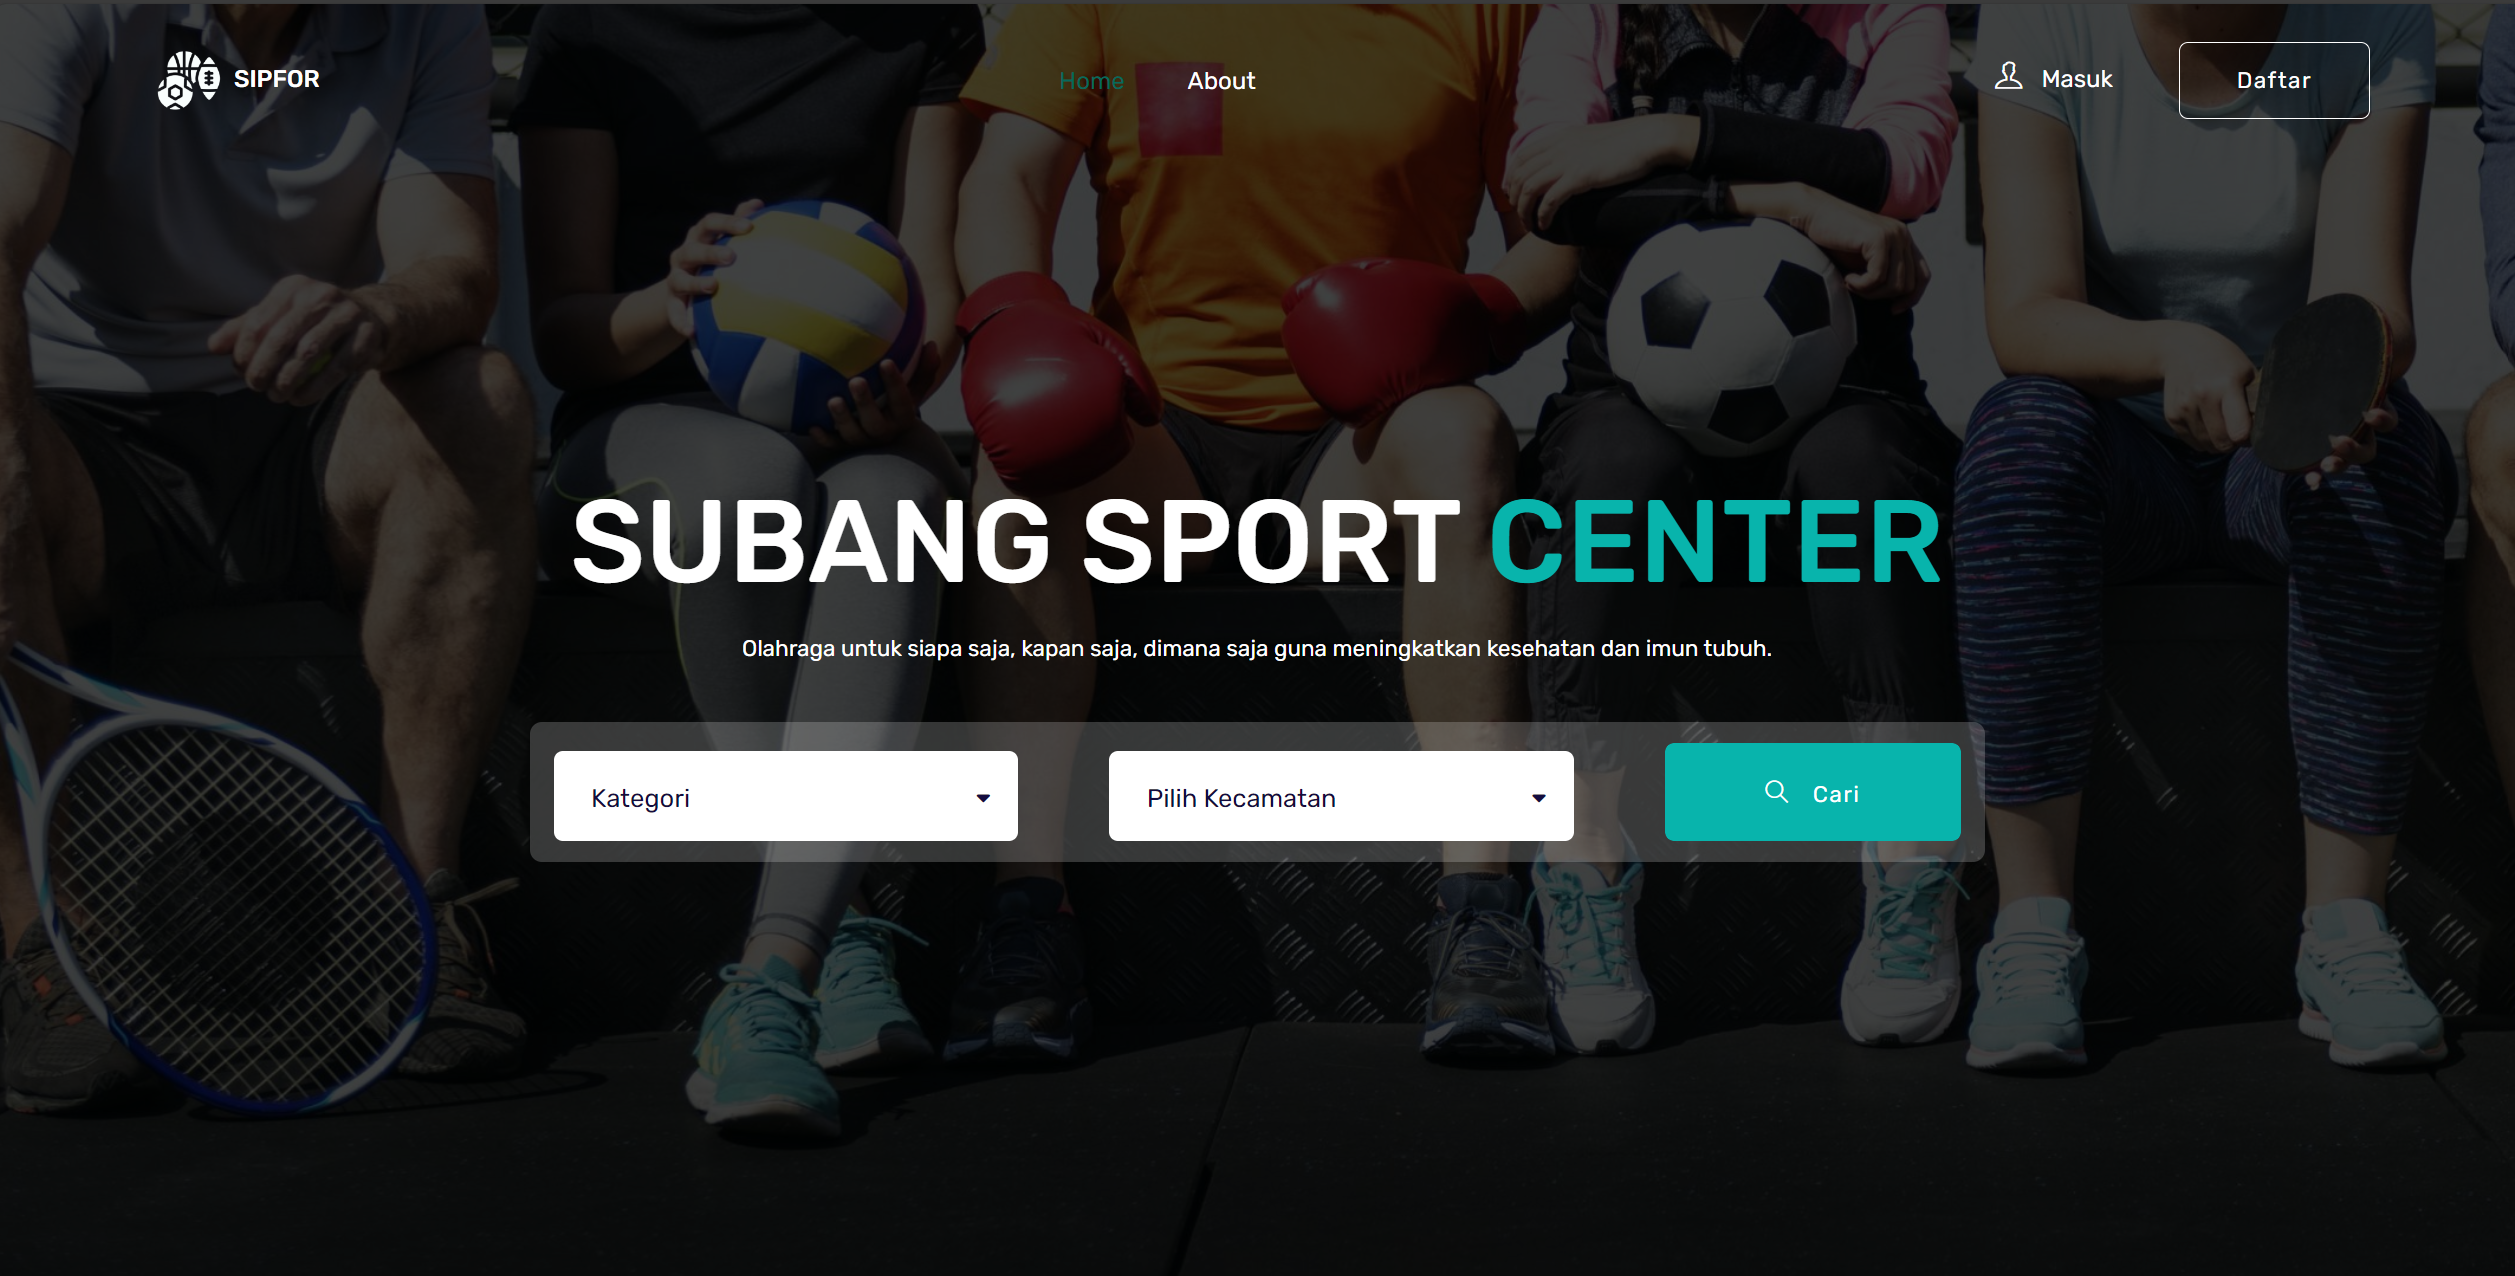 SIPFOR
Home
About
Masuk
Daftar
SUBANG SPORT CENTER
Olahraga untuk siapa saja, kapan saja, dimana saja guna meningkatkan kesehatan dan imun tubuh.
Kategori
Pilih Kecamatan
Cari